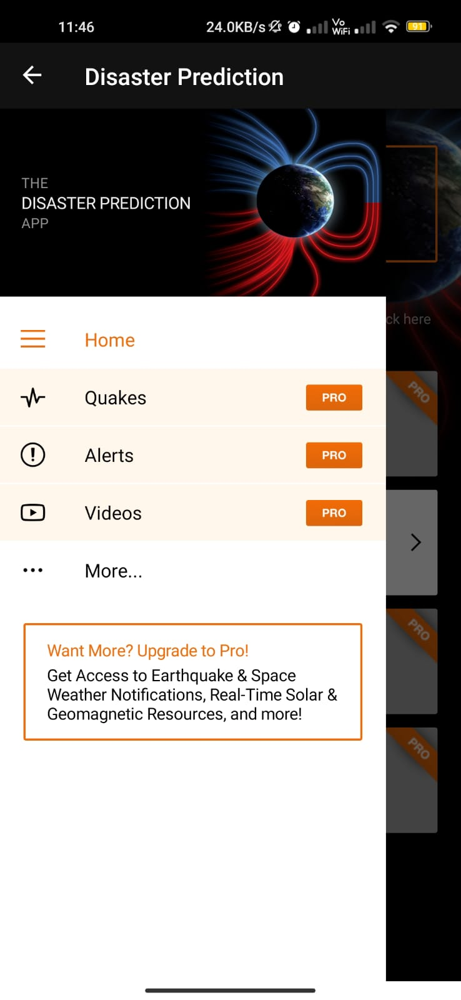 11:46 24.0KB/s Vo WiFi 91
Disaster Prediction
THE
DISASTER PREDICTION
APP
ck here
Home
Quakes PRO
Alerts PRO
Videos PRO
More...
Want More? Upgrade to Pro!
Get Access to Earthquake & Space
Weather Notifications, Real-Time Solar &
Geomagnetic Resources, and more!
PRO
PRO
PRO